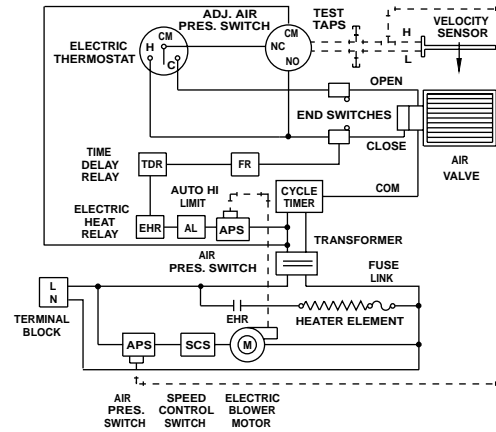 ADJ. AIR
PRES. SWITCH
TEST
TAPS
VELOCITY
SENSOR
ELECTRIC
THERMOSTAT
CM
H
C
CM
NC
NO
H
L
OPEN
END SWITCHES
CLOSE
AIR
VALVE
TIME
DELAY
RELAY
TDR
FR
AUTO HI
LIMIT
CYCLE
TIMER
COM
ELECTRIC
HEAT
RELAY
EHR
AL
APS
AIR
PRES. SWITCH
TRANSFORMER
FUSE
LINK
L
N
TERMINAL
BLOCK
EHR
HEATER ELEMENT
APS
SCS
M
AIR
PRES.
SWITCH
SPEED
CONTROL
SWITCH
ELECTRIC
BLOWER
MOTOR